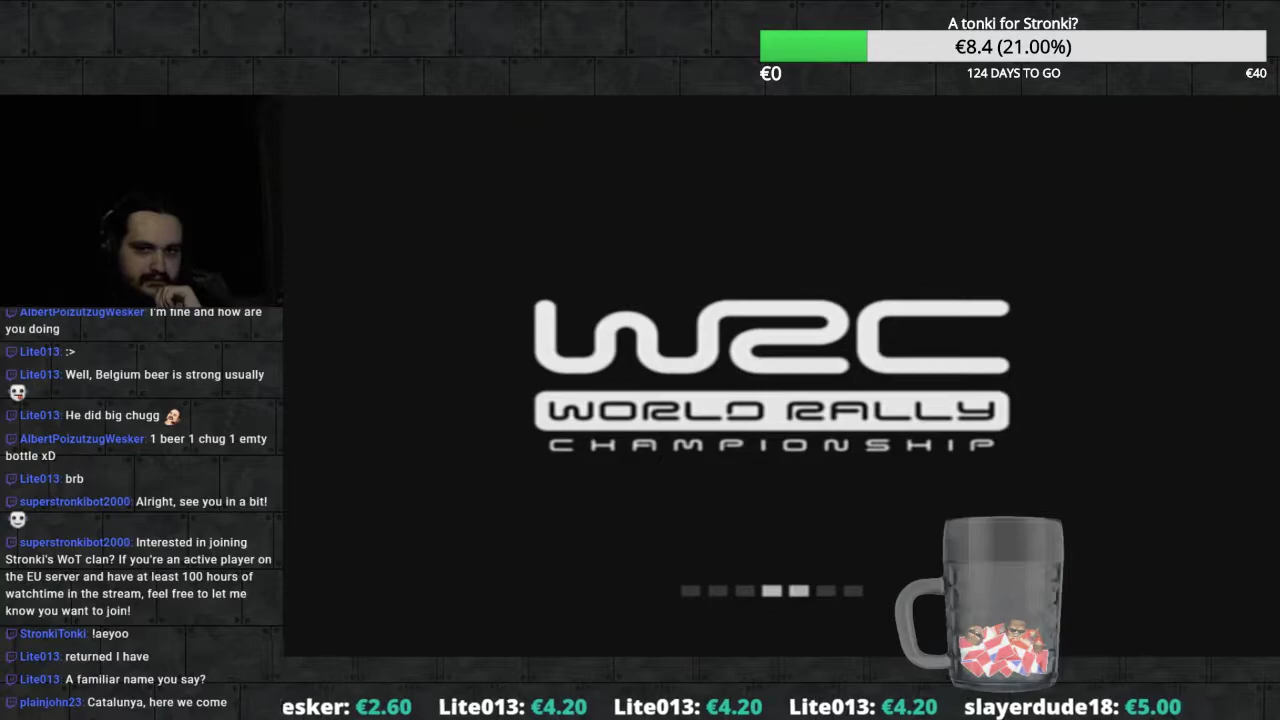 A tonki for Stronki?
€8.4 (21.00%)
€0
124 DAYS TO GO
€40
AlbertPoizutzugWesker: I'm fine and how are
you doing
Lite013: :>
Lite013: Well, Belgium beer is strong usually
Lite013: He did big chugg
AlbertPoizutzugWesker: 1 beer 1 chug 1 emty
bottle xD
Lite013: brb
superstronkibot2000: Alright, see you in a bit!
superstronkibot2000: Interested in joining
Stronki's WoT clan? If you're an active player on
the EU server and have at least 100 hours of
watchtime in the stream, feel free to let me
know you want to join!
StronkiTonki: !aeyoo
Lite013: returned I have
Lite013: A familiar name you say?
plainjohn23: Catalunya, here we come
WRC
WORLD RALLY
CHAMPIONSHIP
esker: €2.60 Lite013: €4.20 Lite013: €4.20 Lite013: €4.20 slayerdude18: €5.00